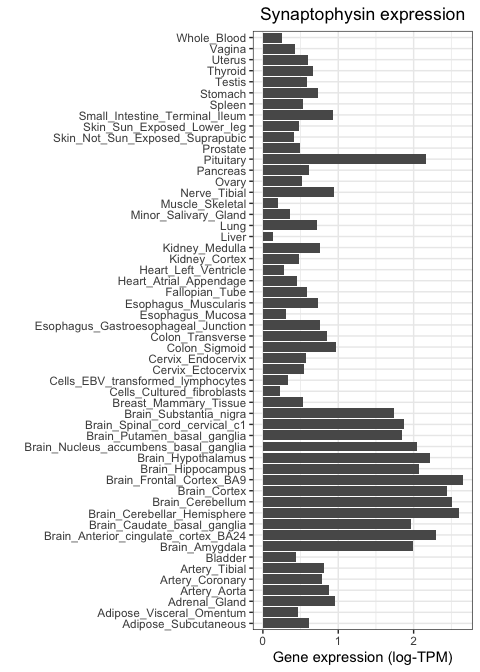 Synaptophysin expression
Whole_Blood
Vagina
Uterus
Thyroid
Testis
Stomach
Spleen
Small_Intestine_Terminal_Ileum
Skin_Sun_Exposed_Lower_leg
Skin_Not_Sun_Exposed_Suprapubic
Prostate
Pituitary
Pancreas
Ovary
Nerve_Tibial
Muscle_Skeletal
Minor_Salivary_Gland
Lung
Liver
Kidney_Medulla
Kidney_Cortex
Heart_Left_Ventricle
Heart_Atrial_Appendage
Fallopian_Tube
Esophagus_Muscularis
Esophagus_Mucosa
Esophagus_Gastroesophageal_Junction
Colon_Transverse
Colon_Sigmoid
Cervix_Endocervix
Cervix_Ectocervix
Cells_EBV_transformed_lymphocytes
Cells_Cultured_fibroblasts
Breast_Mammary_Tissue
Brain_Substantia_nigra
Brain_Spinal_cord_cervical_c1
Brain_Putamen_basal_ganglia
Brain_Nucleus_accumbens_basal_ganglia
Brain_Hypothalamus
Brain_Hippocampus
Brain_Frontal_Cortex_BA9
Brain_Cortex
Brain_Cerebellum
Brain_Cerebellar_Hemisphere
Brain_Caudate_basal_ganglia
Brain_Anterior_cingulate_cortex_BA24
Brain_Amygdala
Bladder
Artery_Tibial
Artery_Coronary
Artery_Aorta
Adrenal_Gland
Adipose_Visceral_Omentum
Adipose_Subcutaneous
0 1 2
Gene expression (log-TPM)